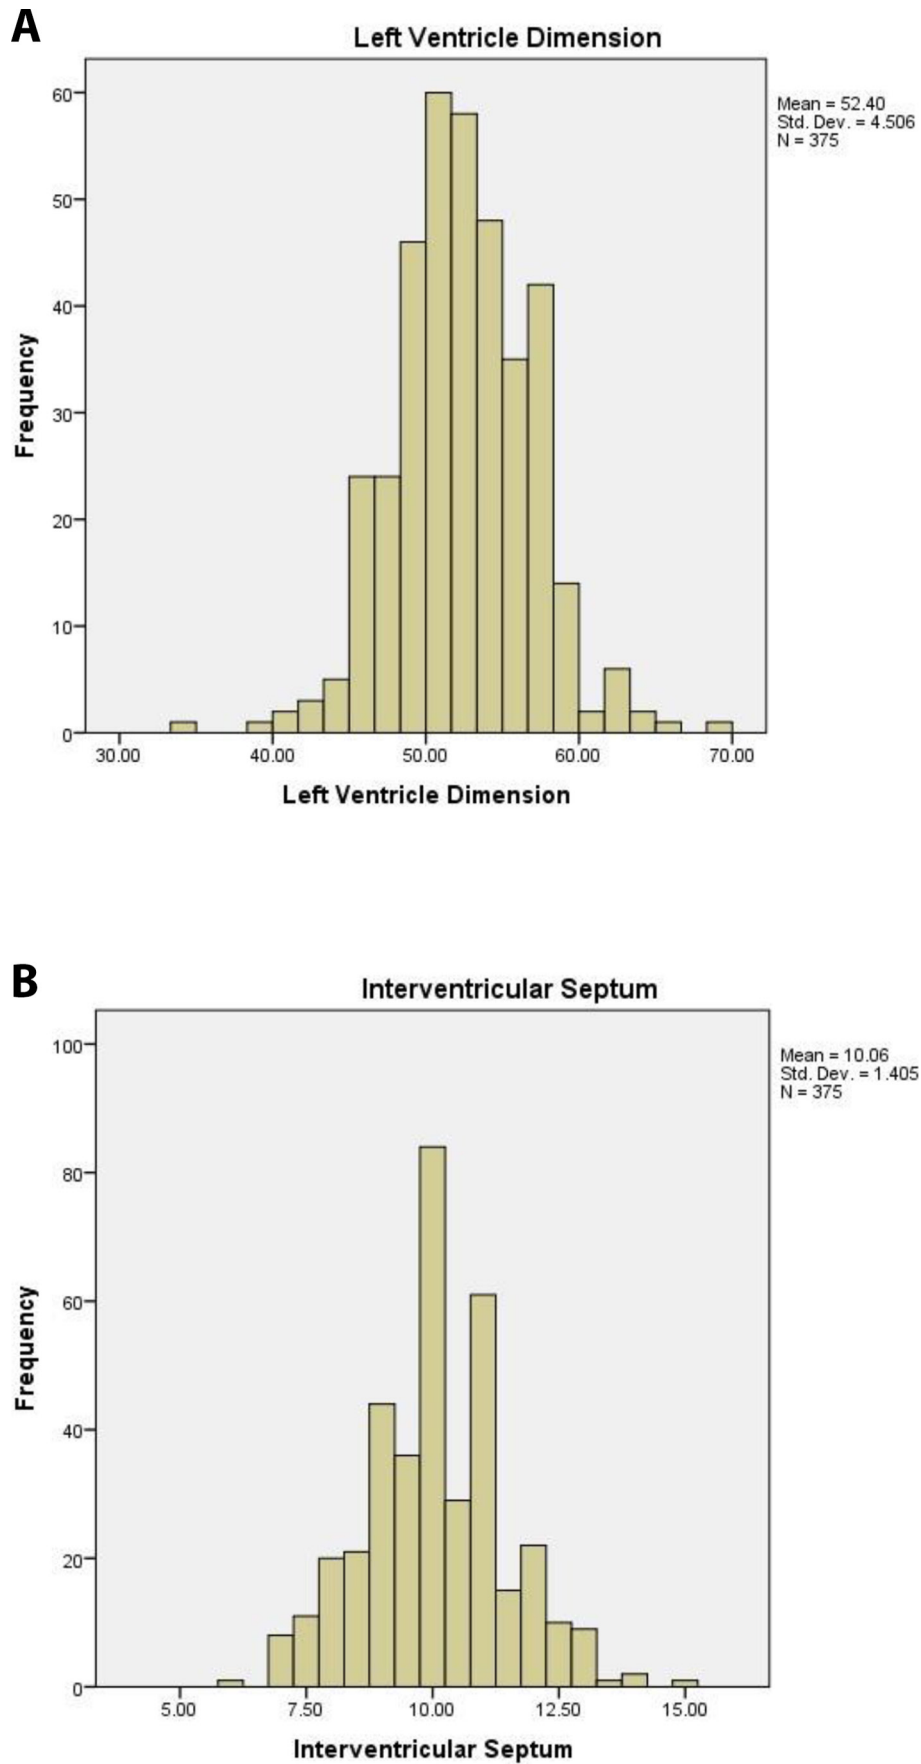 A
Left Ventricle Dimension
Mean = 52.40
Std. Dev. = 4.506
N = 375
60
50
40
30
20
10
0
Frequency
30.00 40.00 50.00 60.00 70.00
Left Ventricle Dimension
B
Interventricular Septum
Mean = 10.06
Std. Dev. = 1.405
N = 375
100
80
60
40
20
0
Frequency
5.00 7.50 10.00 12.50 15.00
Interventricular Septum